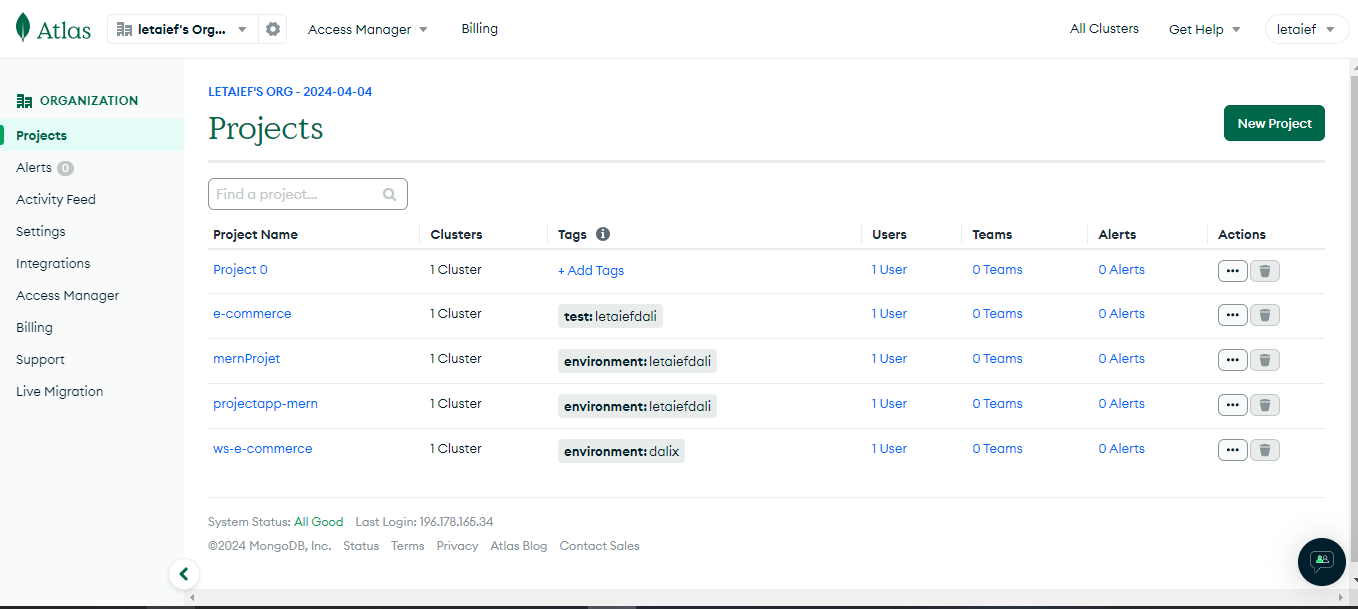 Atlas letaief's Org... Access Manager Billing All Clusters Get Help letaief
ORGANIZATION
Projects
Alerts 0
Activity Feed
Settings
Integrations
Access Manager
Billing
Support
Live Migration
LETAIEF'S ORG - 2024-04-04
Projects
New Project
Find a project...
Project Name Clusters Tags Users Teams Alerts Actions
Project 0 1 Cluster + Add Tags 1 User 0 Teams 0 Alerts
e-commerce 1 Cluster test: letaiefdali 1 User 0 Teams 0 Alerts
mernProjet 1 Cluster environment: letaiefdali 1 User 0 Teams 0 Alerts
projectapp-mern 1 Cluster environment: letaiefdali 1 User 0 Teams 0 Alerts
ws-e-commerce 1 Cluster environment: dalix 1 User 0 Teams 0 Alerts
System Status: All Good Last Login: 196.178.165.34
©2024 MongoDB, Inc. Status Terms Privacy Atlas Blog Contact Sales